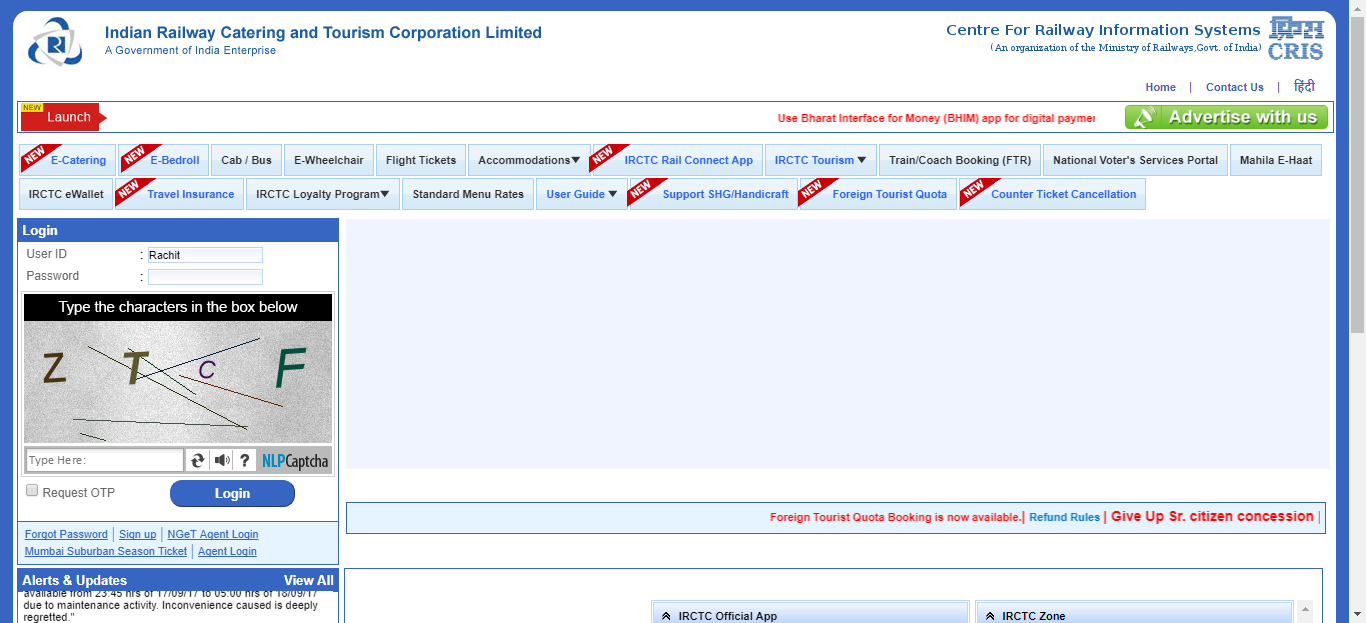 Indian Railway Catering and Tourism Corporation Limited
A Government of India Enterprise
Centre For Railway Information Systems
(An organization of the Ministry of Railways,Govt. of India)
CRIS
Home | Contact Us | हिंदी
NEW
Launch
Use Bharat Interface for Money (BHIM) app for digital paymer
Advertise with us
NEW E-Catering NEW E-Bedroll Cab / Bus E-Wheelchair Flight Tickets Accommodations▼ NEW IRCTC Rail Connect App IRCTC Tourism ▼ Train/Coach Booking (FTR) National Voter's Services Portal Mahila E-Haat
IRCTC eWallet NEW Travel Insurance IRCTC Loyalty Program▼ Standard Menu Rates User Guide ▼ NEW Support SHG/Handicraft NEW Foreign Tourist Quota NEW Counter Ticket Cancellation
Login
User ID : Rachit
Password :
Type the characters in the box below
Z T C F
Type Here: ? NLPCaptcha
Request OTP Login
Forgot Password | Sign up | NGeT Agent Login
Mumbai Suburban Season Ticket | Agent Login
Foreign Tourist Quota Booking is now available.| Refund Rules | Give Up Sr. citizen concession |
Alerts & Updates View All
available from 23:45 hrs of 17/09/17 to 05:00 hrs of 18/09/17
due to maintenance activity. Inconvenience caused is deeply
regretted."
IRCTC Official App
IRCTC Zone